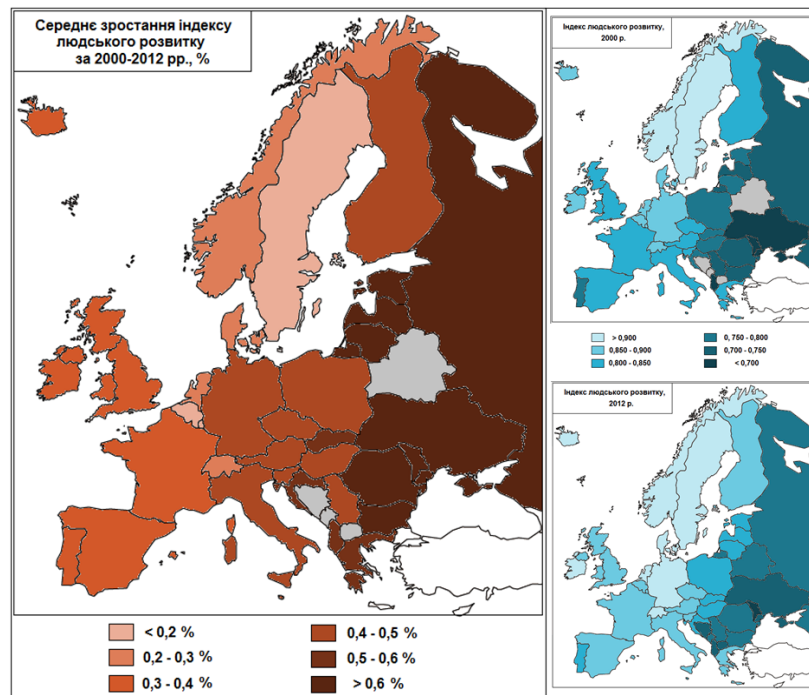 Середнє зростання індексу
людського розвитку
за 2000-2012 рр., %
< 0,2 %
0,2 - 0,3 %
0,3 - 0,4 %
0,4 - 0,5 %
0,5 - 0,6 %
> 0,6 %
Індекс людського розвитку,
2000 р.
> 0,900
0,850 - 0,900
0,800 - 0,850
0,750 - 0,800
0,700 - 0,750
< 0,700
Індекс людського розвитку,
2012 р.